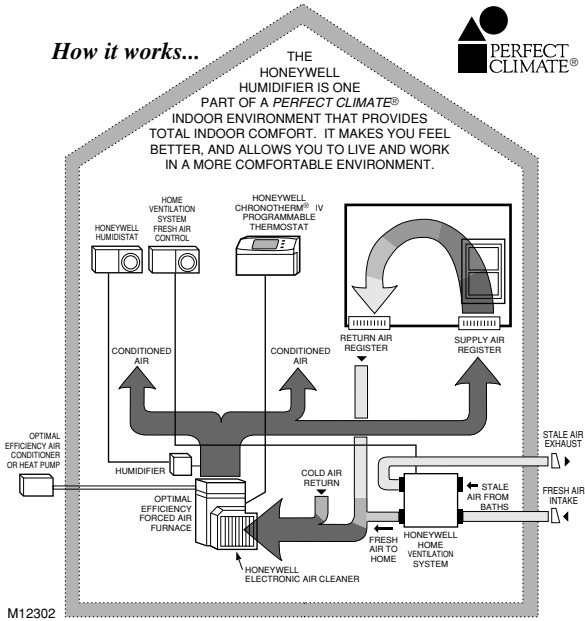 How it works...
PERFECT
CLIMATE®
THE
HONEYWELL
HUMIDIFIER IS ONE
PART OF A PERFECT CLIMATE®
INDOOR ENVIRONMENT THAT PROVIDES
TOTAL INDOOR COMFORT. IT MAKES YOU FEEL
BETTER, AND ALLOWS YOU TO LIVE AND WORK
IN A MORE COMFORTABLE ENVIRONMENT.
HONEYWELL
HUMIDISTAT
HOME
VENTILATION
SYSTEM
FRESH AIR
CONTROL
HONEYWELL
CHRONOTHERM® IV
PROGRAMMABLE
THERMOSTAT
RETURN AIR
REGISTER
SUPPLY AIR
REGISTER
CONDITIONED
AIR
CONDITIONED
AIR
OPTIMAL
EFFICIENCY AIR
CONDITIONER
OR HEAT PUMP
HUMIDIFIER
OPTIMAL
EFFICIENCY
FORCED AIR
FURNACE
COLD AIR
RETURN
STALE AIR
EXHAUST
STALE
AIR FROM
BATHS
FRESH AIR
INTAKE
FRESH
AIR TO
HOME
HONEYWELL
HOME
VENTILATION
SYSTEM
HONEYWELL
ELECTRONIC AIR CLEANER
M12302